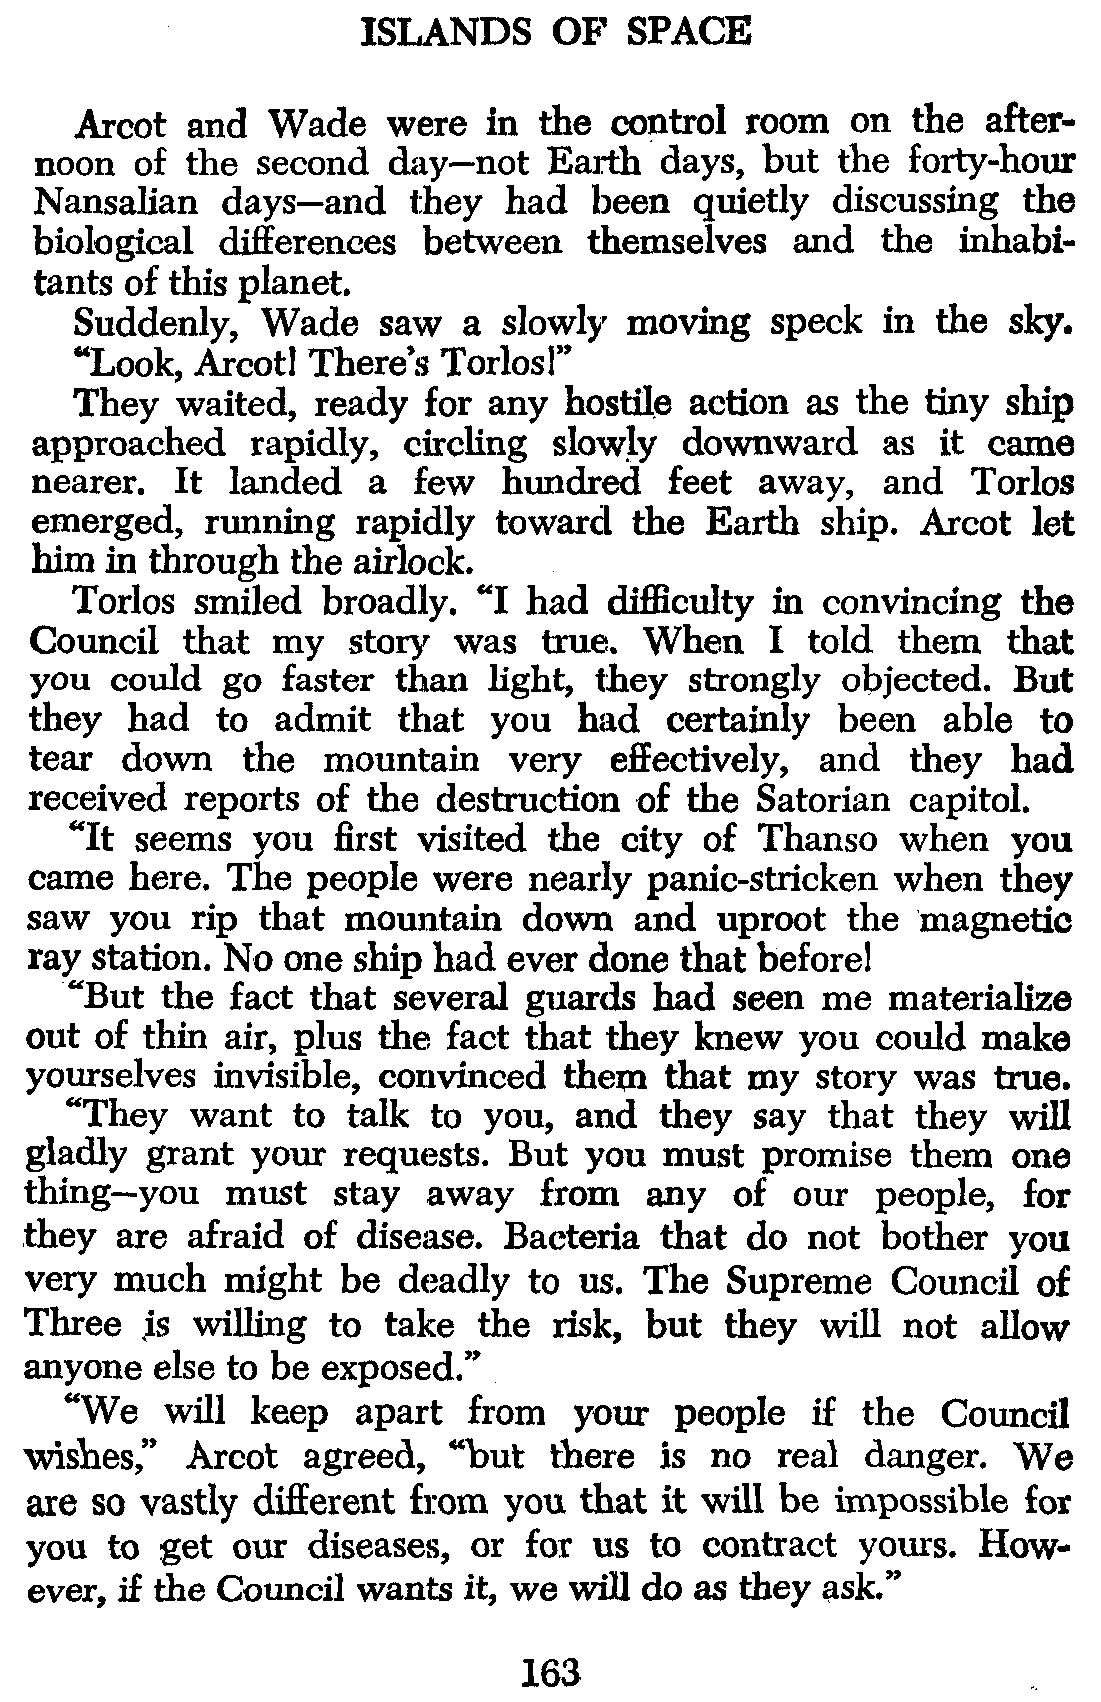 ISLANDS OF SPACE
Arcot and Wade were in the control room on the after-
noon of the second day—not Earth days, but the forty-hour
Nansalian days—and they had been quietly discussing the
biological differences between themselves and the inhabi-
tants of this planet.
Suddenly, Wade saw a slowly moving speck in the sky.
“Look, Arcot! There’s Torlos!”
They waited, ready for any hostile action as the tiny ship
approached rapidly, circling slowly downward as it came
nearer. It landed a few hundred feet away, and Torlos
emerged, running rapidly toward the Earth ship. Arcot let
him in through the airlock.
Torlos smiled broadly. “I had difficulty in convincing the
Council that my story was true. When I told them that
you could go faster than light, they strongly objected. But
they had to admit that you had certainly been able to
tear down the mountain very effectively, and they had
received reports of the destruction of the Satorian capitol.
“It seems you first visited the city of Thanso when you
came here. The people were nearly panic-stricken when they
saw you rip that mountain down and uproot the magnetic
ray station. No one ship had ever done that before!
“But the fact that several guards had seen me materialize
out of thin air, plus the fact that they knew you could make
yourselves invisible, convinced them that my story was true.
“They want to talk to you, and they say that they will
gladly grant your requests. But you must promise them one
thing—you must stay away from any of our people, for
they are afraid of disease. Bacteria that do not bother you
very much might be deadly to us. The Supreme Council of
Three is willing to take the risk, but they will not allow
anyone else to be exposed.”
“We will keep apart from your people if the Council
wishes,” Arcot agreed, “but there is no real danger. We
are so vastly different from you that it will be impossible for
you to get our diseases, or for us to contract yours. How-
ever, if the Council wants it, we will do as they ask.”
163